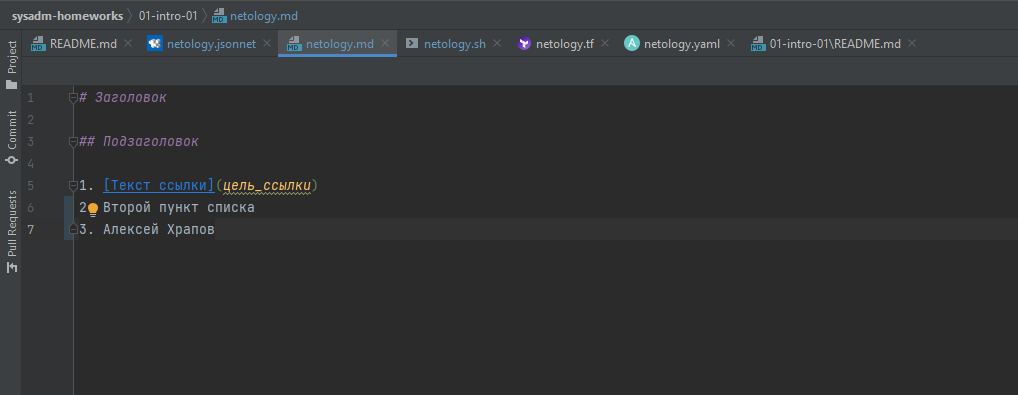 sysadm-homeworks 01-intro-01 netology.md
README.md netology.jsonnet netology.md netology.sh netology.tf netology.yaml 01-intro-01\README.md
Project
Commit
Pull Requests
1 # Заголовок
2
3 ## Подзаголовок
4
5 1. [Текст ссылки](цель_ссылки)
6 2 Второй пункт списка
7 3. Алексей Храпов